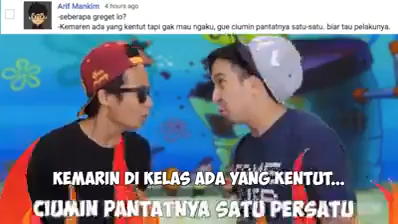 Arif Mankim 4 hours ago
-seberapa greget lo?
-Kemaren ada yang kentut tapi gak mau ngaku, gue ciumin pantatnya satu-satu. biar tau pelakunya.
KEMARIN DI KELAS ADA YANG KENTUT...
CIUMIN PANTATNYA SATU PERSATU